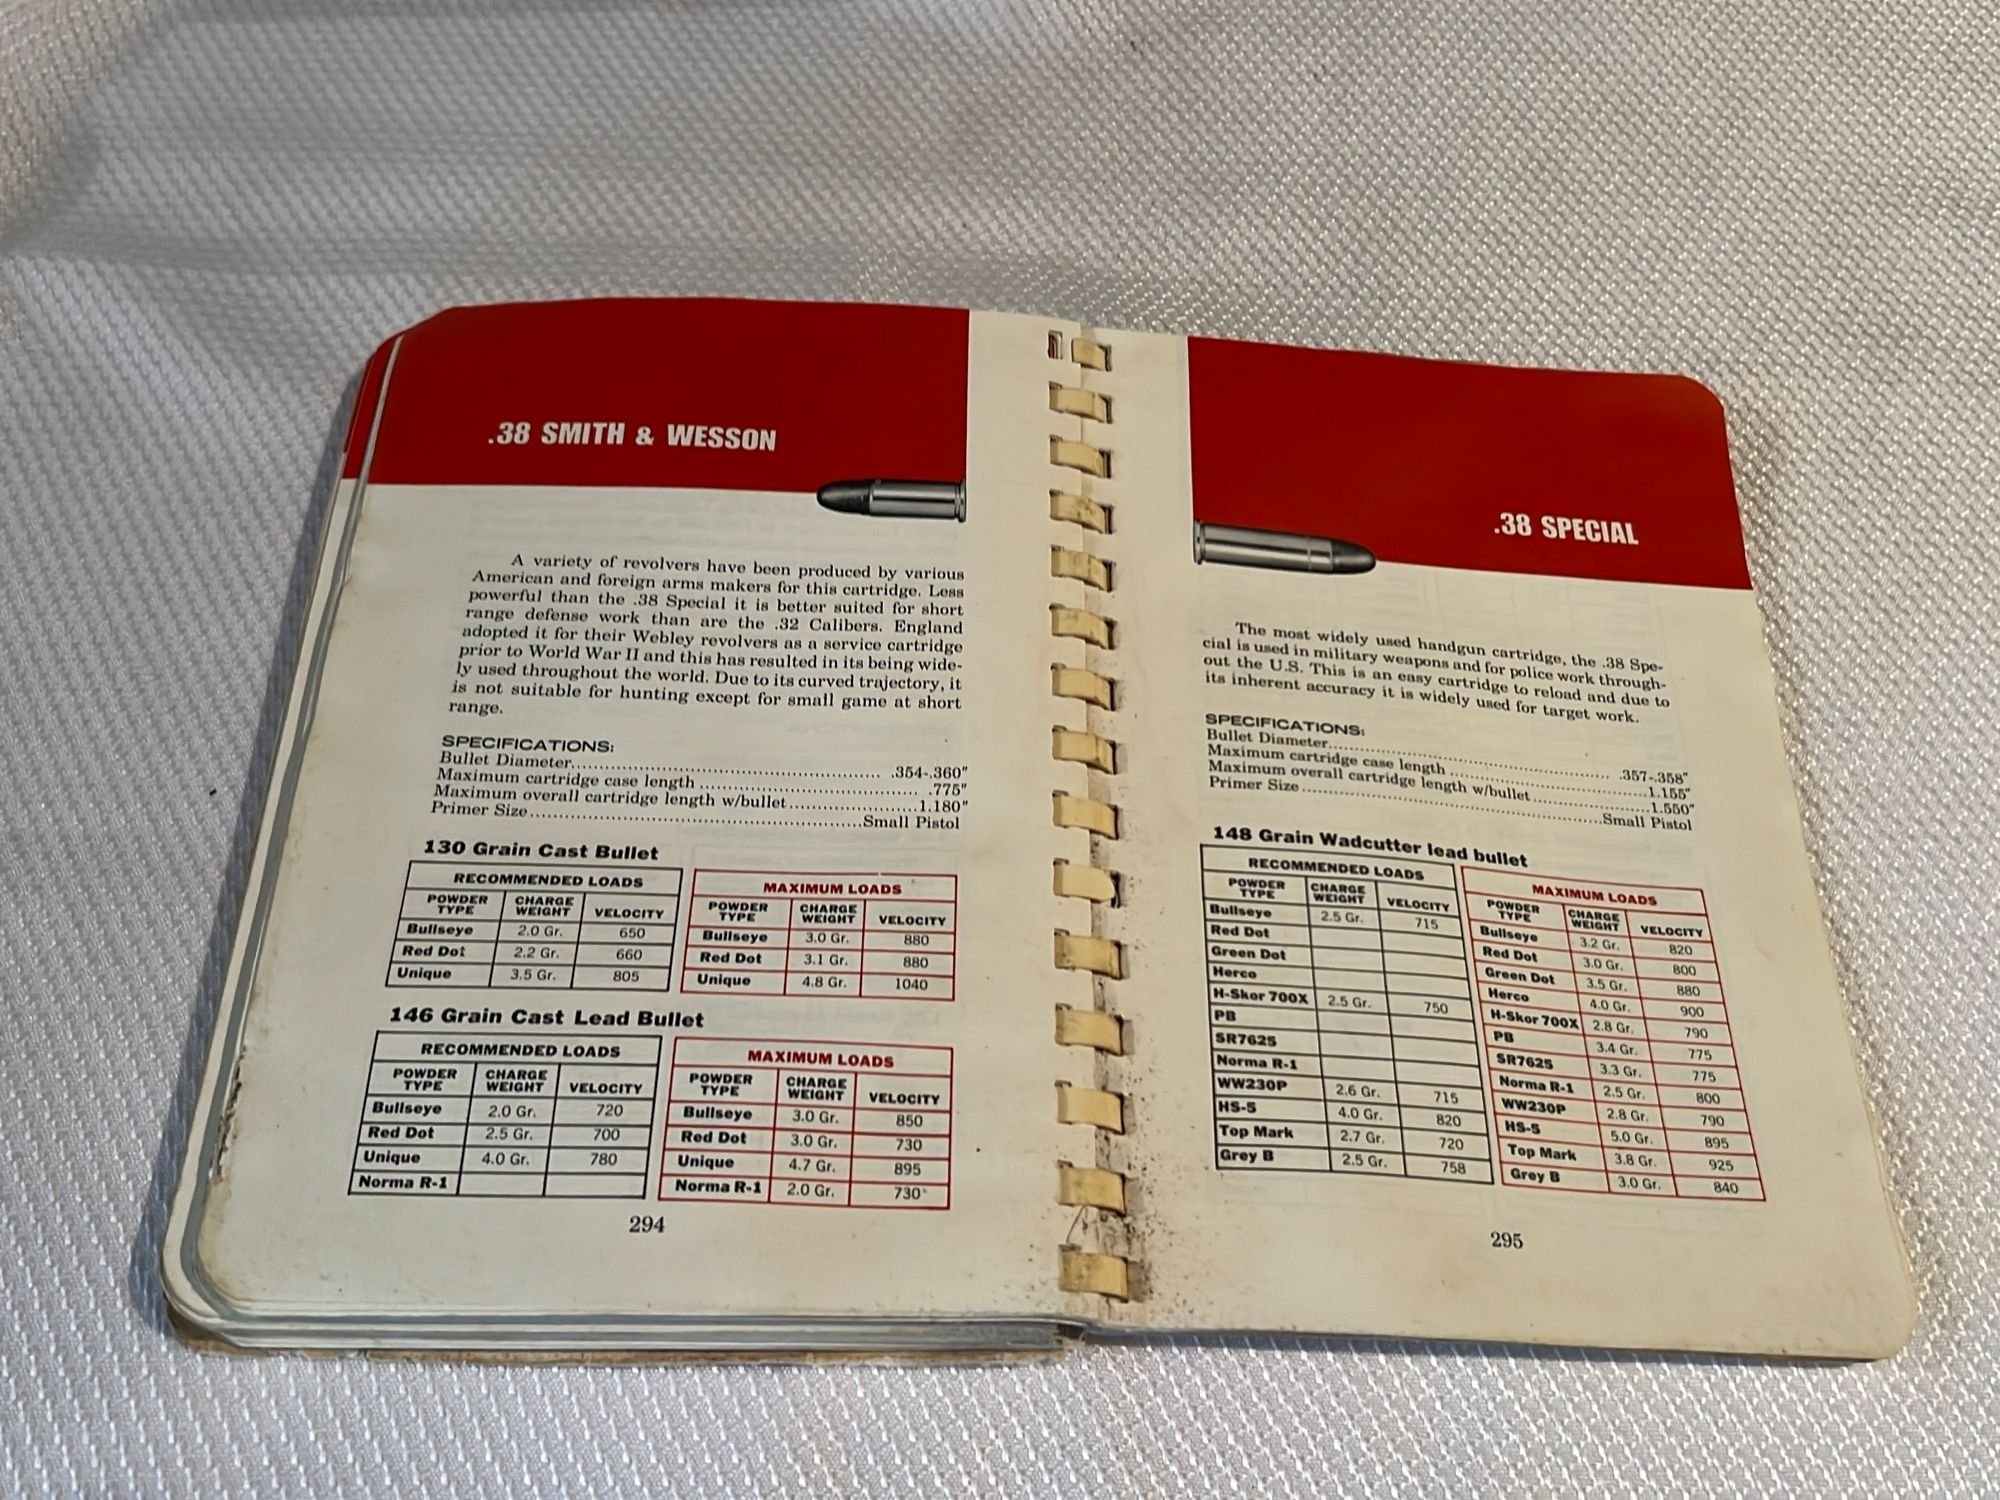 .38 SMITH & WESSON
A variety of revolvers have been produced by various
American and foreign arms makers for this cartridge. Less
powerful than the .38 Special it is better suited for short
range defense work than are the .32 Calibers. England
adopted it for their Webley revolvers as a service cartridge
prior to World War II and this has resulted in its being wide-
ly used throughout the world. Due to its curved trajectory, it
is not suitable for hunting except for small game at short
range.
SPECIFICATIONS:
Bullet Diameter .354-.360"
Maximum cartridge case length .775"
Maximum overall cartridge length w/bullet 1.180"
Primer Size Small Pistol
130 Grain Cast Bullet
RECOMMENDED LOADS
POWDER TYPE CHARGE WEIGHT VELOCITY
Bullseye 2.0 Gr. 650
Red Dot 2.2 Gr. 660
Unique 3.5 Gr. 805
MAXIMUM LOADS
POWDER TYPE CHARGE WEIGHT VELOCITY
Bullseye 3.0 Gr. 880
Red Dot 3.1 Gr. 880
Unique 4.8 Gr. 1040
146 Grain Cast Lead Bullet
RECOMMENDED LOADS
POWDER TYPE CHARGE WEIGHT VELOCITY
Bullseye 2.0 Gr. 720
Red Dot 2.5 Gr. 700
Unique 4.0 Gr. 780
Norma R-1
MAXIMUM LOADS
POWDER TYPE CHARGE WEIGHT VELOCITY
Bullseye 3.0 Gr. 850
Red Dot 3.0 Gr. 730
Unique 4.7 Gr. 895
Norma R-1 2.0 Gr. 730
294
.38 SPECIAL
The most widely used handgun cartridge, the .38 Spe-
cial is used in military weapons and for police work through-
out the U.S. This is an easy cartridge to reload and due to
its inherent accuracy it is widely used for target work.
SPECIFICATIONS:
Bullet Diameter .357-.358"
Maximum cartridge case length 1.155"
Maximum overall cartridge length w/bullet 1.550"
Primer Size Small Pistol
148 Grain Wadcutter lead bullet
RECOMMENDED LOADS
POWDER TYPE CHARGE WEIGHT VELOCITY
Bullseye 2.5 Gr. 715
Red Dot
Green Dot
Herco
H-Skor 700X 2.5 Gr. 750
PB
SR7625
Norma R-1
WW230P 2.6 Gr. 715
HS-5 4.0 Gr. 820
Top Mark 2.7 Gr. 720
Grey B 2.5 Gr. 758
MAXIMUM LOADS
POWDER TYPE CHARGE WEIGHT VELOCITY
Bullseye 3.2 Gr. 820
Red Dot 3.0 Gr. 800
Green Dot 3.5 Gr. 880
Herco 4.0 Gr. 900
H-Skor 700X 2.8 Gr. 790
PB 3.4 Gr. 775
SR7625 3.3 Gr. 775
Norma R-1 2.5 Gr. 800
WW230P 2.8 Gr. 790
HS-5 5.0 Gr. 895
Top Mark 3.8 Gr. 925
Grey B 3.0 Gr. 840
295